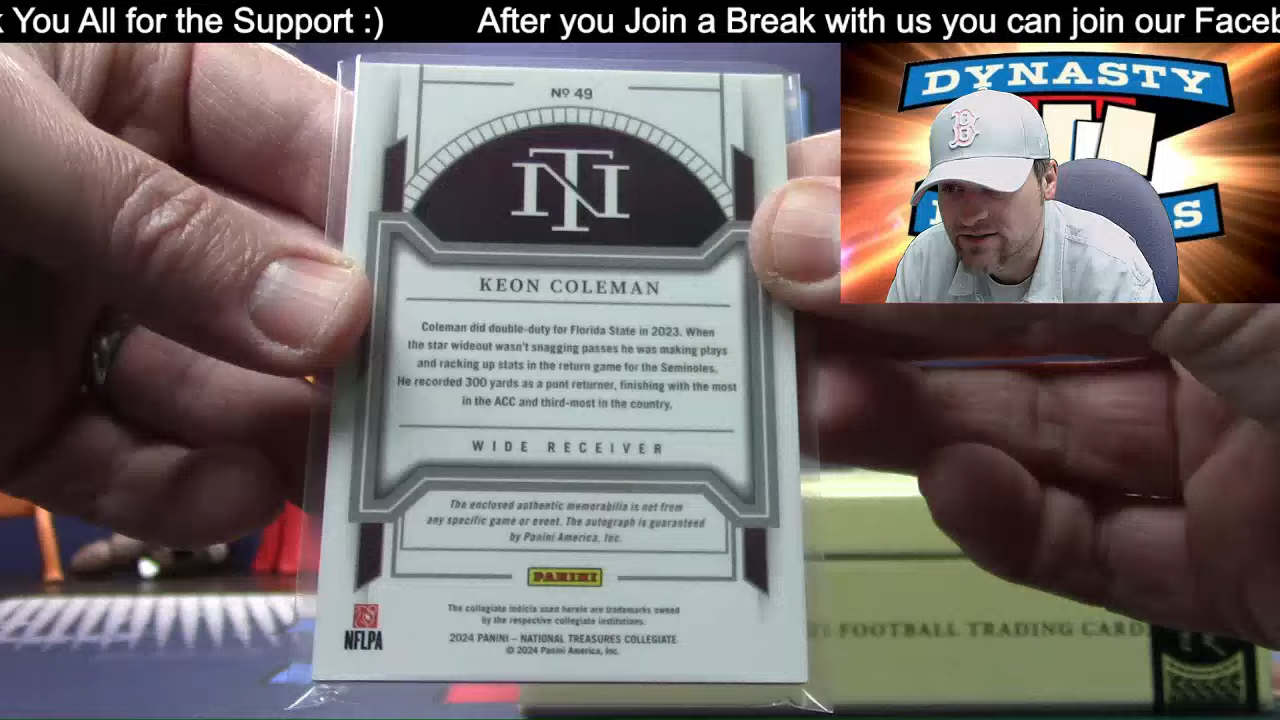 k You All for the Support :) After you Join a Break with us you can join our Faceb
DYNASTY
S
B
Nº 49
NT
KEON COLEMAN
Coleman did double-duty for Florida State in 2023. When
the star wideout wasn't snagging passes he was making plays
and racking up stats in the return game for the Seminoles.
He recorded 300 yards as a punt returner, finishing with the most
in the ACC and third-most in the country.
WIDE RECEIVER
The enclosed authentic memorabilia is not from
any specific game or event. The autograph is guaranteed
by Panini America, Inc.
PANINI
The collegiate indicia used herein are trademarks owned
by the respective collegiate institutions.
NFLPA
2024 PANINI – NATIONAL TREASURES COLLEGIATE
© 2024 Panini America, Inc.
FOOTBALL TRADING CARD